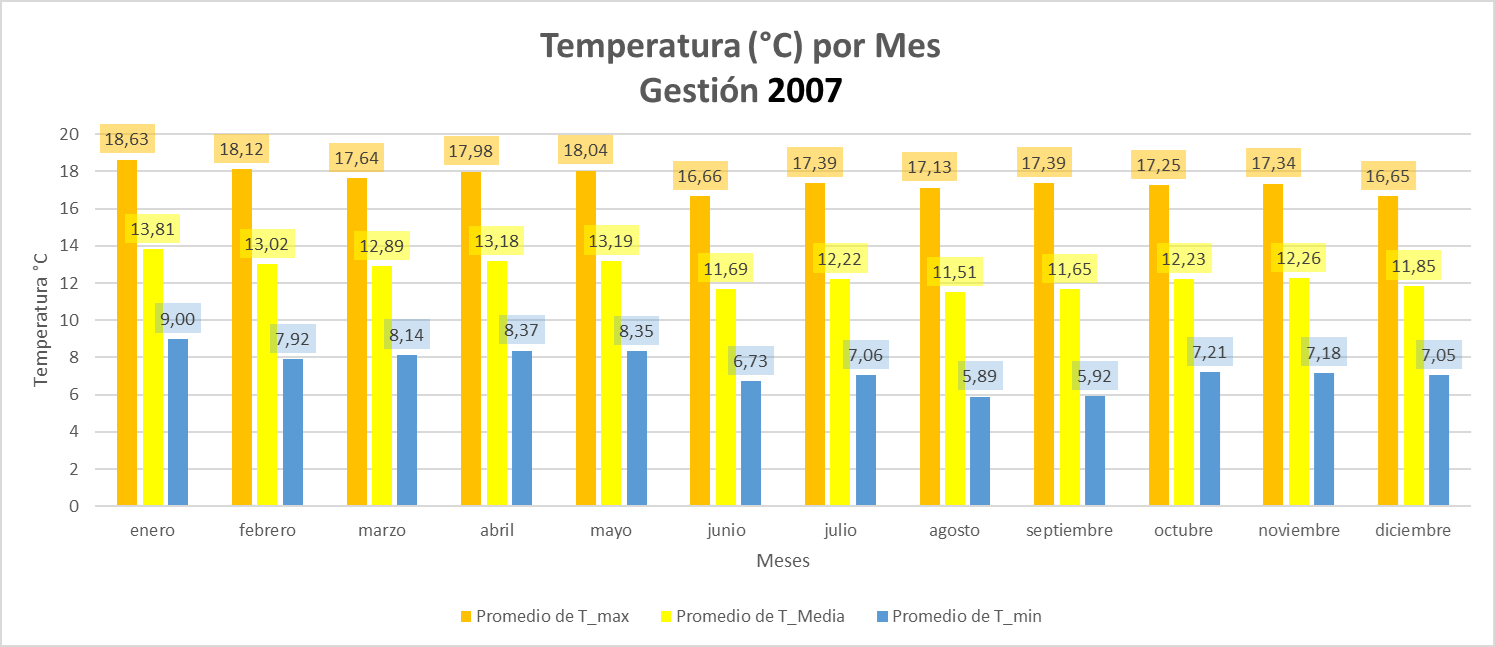 Temperatura (°C) por Mes
Gestión 2007
Temperatura °C
20
18
16
14
12
10
8
6
4
2
0
18,63 18,12 17,64 17,98 18,04 16,66 17,39 17,13 17,39 17,25 17,34 16,65
13,81 13,02 12,89 13,18 13,19 11,69 12,22 11,51 11,65 12,23 12,26 11,85
9,00 7,92 8,14 8,37 8,35 6,73 7,06 5,89 5,92 7,21 7,18 7,05
enero febrero marzo abril mayo junio julio agosto septiembre octubre noviembre diciembre
Meses
Promedio de T_max Promedio de T_Media Promedio de T_min